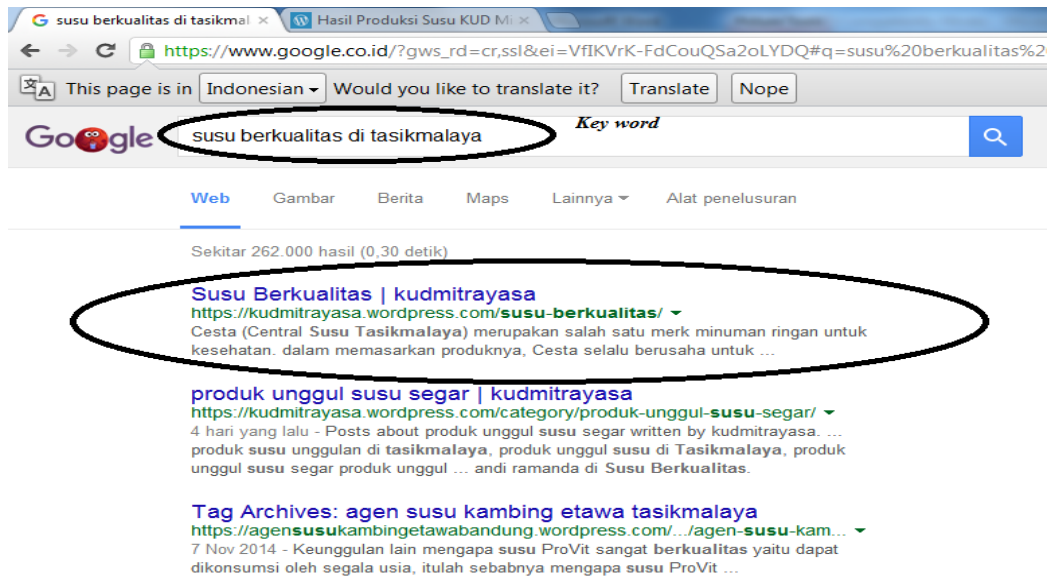 susu berkualitas di tasikmal
Hasil Produksi Susu KUD Mi
https://www.google.co.id/?gws_rd=cr,ssl&ei=VfIKVrK-FdCouQSa2oLYDQ#q=susu%20berkualitas%2
This page is in Indonesian Would you like to translate it? Translate Nope
Google susu berkualitas di tasikmalaya Key word
Web Gambar Berita Maps Lainnya Alat penelusuran
Sekitar 262.000 hasil (0,30 detik)
Susu Berkualitas | kudmitrayasa
https://kudmitrayasa.wordpress.com/susu-berkualitas/
Cesta (Central Susu Tasikmalaya) merupakan salah satu merk minuman ringan untuk
kesehatan. dalam memasarkan produknya, Cesta selalu berusaha untuk ...
produk unggul susu segar | kudmitrayasa
https://kudmitrayasa.wordpress.com/category/produk-unggul-susu-segar/
4 hari yang lalu - Posts about produk unggul susu segar written by kudmitrayasa. ...
produk susu unggulan di tasikmalaya, produk unggul susu di Tasikmalaya, produk
unggul susu segar produk unggul ... andi ramanda di Susu Berkualitas.
Tag Archives: agen susu kambing etawa tasikmalaya
https://agensusukambingetawabandung.wordpress.com/.../agen-susu-kam...
7 Nov 2014 - Keunggulan lain mengapa susu ProVit sangat berkualitas yaitu dapat
dikonsumsi oleh segala usia, itulah sebabnya mengapa susu ProVit ...